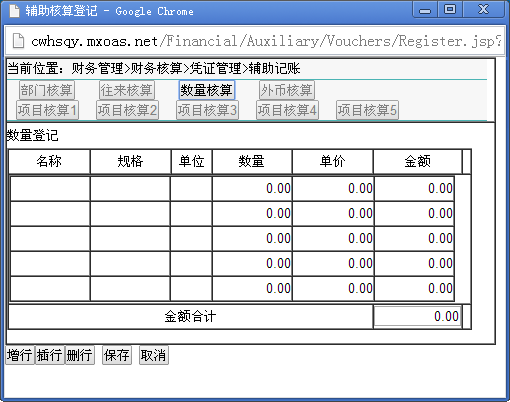 辅助核算登记 - Google Chrome
cwhsqy.mxoas.net/Financial/Auxiliary/Vouchers/Register.jsp?
当前位置：财务管理>财务核算>凭证管理>辅助记账
部门核算 往来核算 数量核算 外币核算
项目核算1 项目核算2 项目核算3 项目核算4 项目核算5
数量登记
名称 规格 单位 数量 单价 金额
0.00 0.00 0.00
0.00 0.00 0.00
0.00 0.00 0.00
0.00 0.00 0.00
0.00 0.00 0.00
金额合计 0.00
增行 插行 删行 保存 取消